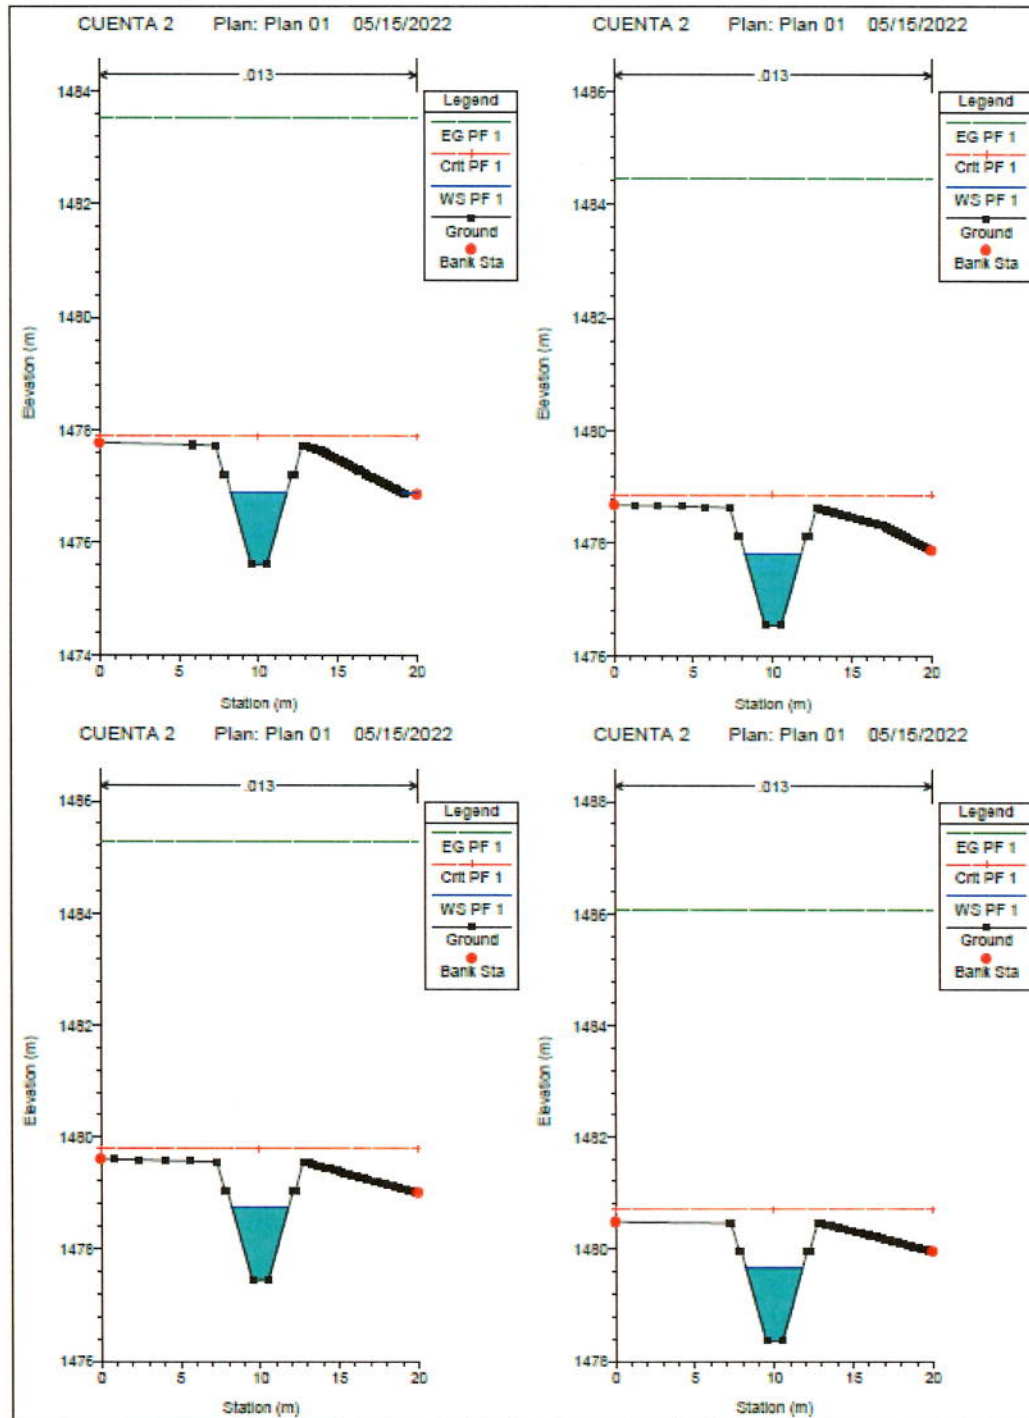 CUENTA 2 Plan: Plan 01 05/15/2022
.013
Legend
EG PF 1
Crit PF 1
WS PF 1
Ground
Bank Sta
1484
1482
1480
1478
1476
1474
Elevation (m)
0 5 10 15 20
Station (m)
CUENTA 2 Plan: Plan 01 05/15/2022
.013
Legend
EG PF 1
Crit PF 1
WS PF 1
Ground
Bank Sta
1486
1484
1482
1480
1478
1476
Elevation (m)
0 5 10 15 20
Station (m)
CUENTA 2 Plan: Plan 01 05/15/2022
.013
Legend
EG PF 1
Crit PF 1
WS PF 1
Ground
Bank Sta
1486
1484
1482
1480
1478
1476
Elevation (m)
0 5 10 15 20
Station (m)
CUENTA 2 Plan: Plan 01 05/15/2022
.013
Legend
EG PF 1
Crit PF 1
WS PF 1
Ground
Bank Sta
1488
1486
1484
1482
1480
1478
Elevation (m)
0 5 10 15 20
Station (m)